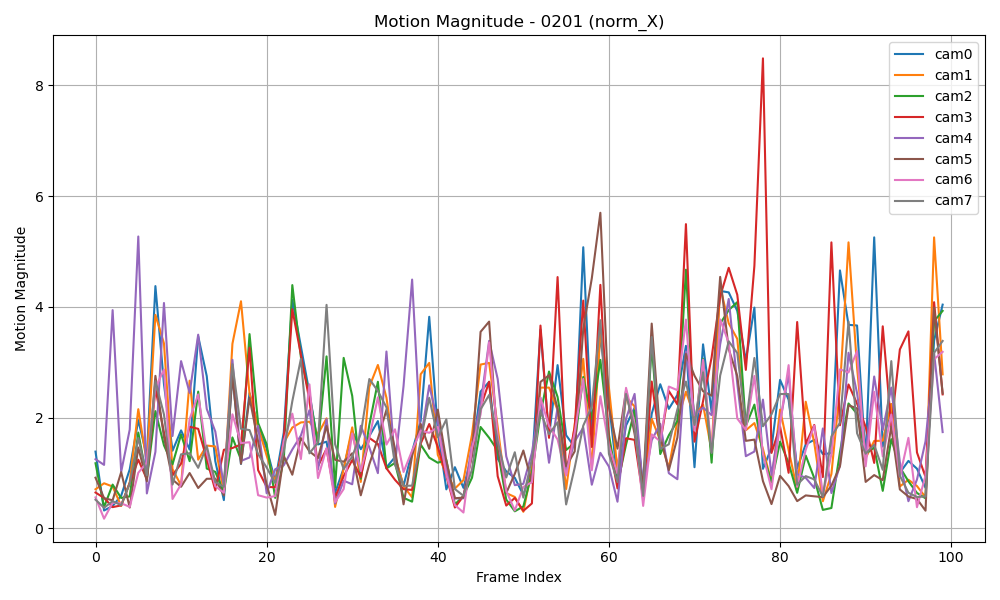 Motion Magnitude - 0201 (norm_X)
Motion Magnitude
8
6
4
2
0
0 20 40 60 80 100
Frame Index
cam0
cam1
cam2
cam3
cam4
cam5
cam6
cam7